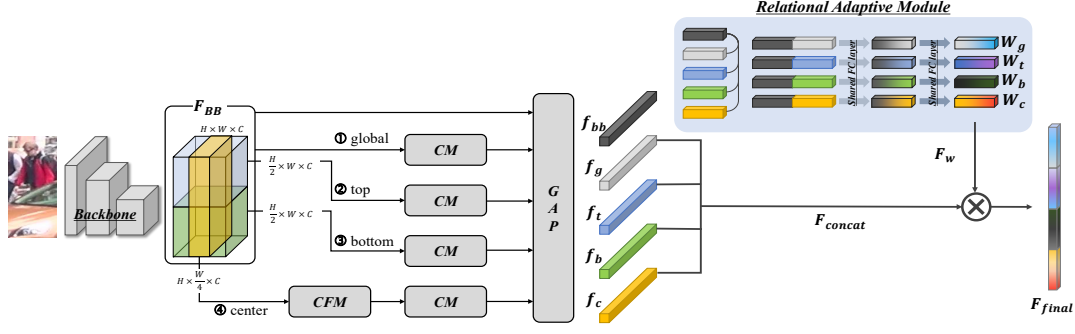 Relational Adaptive Module
Shared FC layer
Shared FC layer
W_g
W_t
W_b
W_c
F_BB
H × W × C
Backbone
① global
CM
H/2 × W × C
② top
CM
H/2 × W × C
③ bottom
CM
H × W/4 × C
④ center
CFM
CM
GAP
f_bb
f_g
f_t
f_b
f_c
F_w
F_concat
F_final